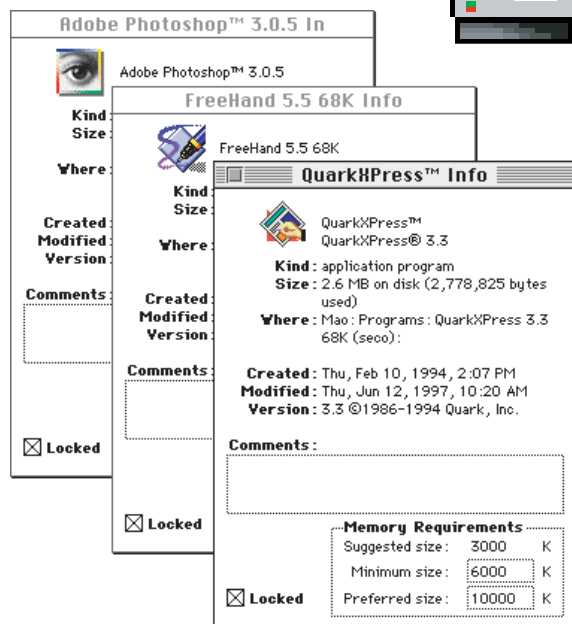 Adobe Photoshop™ 3.0.5 In
Adobe Photoshop™ 3.0.5
Kind:
Size:
Where:
Created:
Modified:
Version:
Comments:
Locked
FreeHand 5.5 68K Info
FreeHand 5.5 68K
Kind:
Size:
Where:
Created:
Modified:
Version:
Comments:
Locked
QuarkXPress™ Info
QuarkXPress™
QuarkXPress® 3.3
Kind: application program
Size: 2.6 MB on disk (2,778,825 bytes
used)
Where: Mao: Programs: QuarkXPress 3.3
68K (seco):
Created: Thu, Feb 10, 1994, 2:07 PM
Modified: Thu, Jun 12, 1997, 10:20 AM
Version: 3.3 ©1986-1994 Quark, Inc.
Comments:
Memory Requirements
Suggested size: 3000 K
Minimum size: 6000 K
Preferred size: 10000 K
Locked